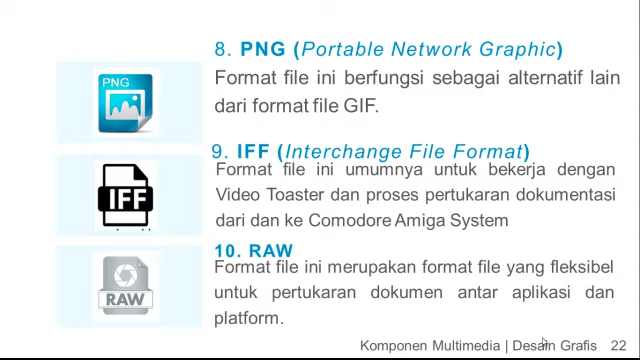 8. PNG (Portable Network Graphic)
PNG
Format file ini berfungsi sebagai alternatif lain
dari format file GIF.
9. IFF (Interchange File Format)
IFF
Format file ini umumnya untuk bekerja dengan
Video Toaster dan proses pertukaran dokumentasi
dari dan ke Comodore Amiga System
10. RAW
RAW
Format file ini merupakan format file yang fleksibel
untuk pertukaran dokumen antar aplikasi dan
platform.
Komponen Multimedia | Desain Grafis 22